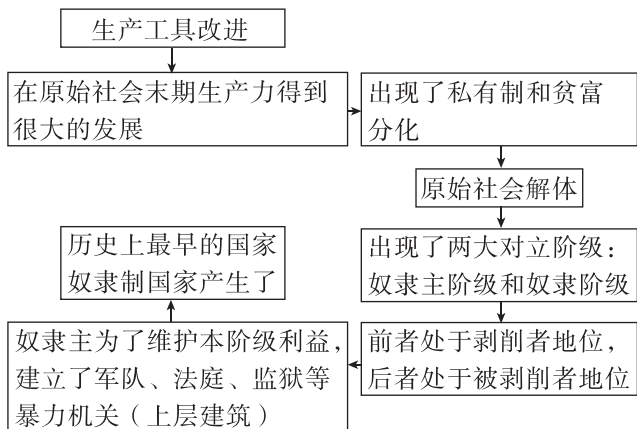 生产工具改进
在原始社会末期生产力得到
很大的发展
出现了私有制和贫富
分化
原始社会解体
出现了两大对立阶级：
奴隶主阶级和奴隶阶级
前者处于剥削者地位，
后者处于被剥削者地位
奴隶主为了维护本阶级利益，
建立了军队、法庭、监狱等
暴力机关（上层建筑）
历史上最早的国家
奴隶制国家产生了